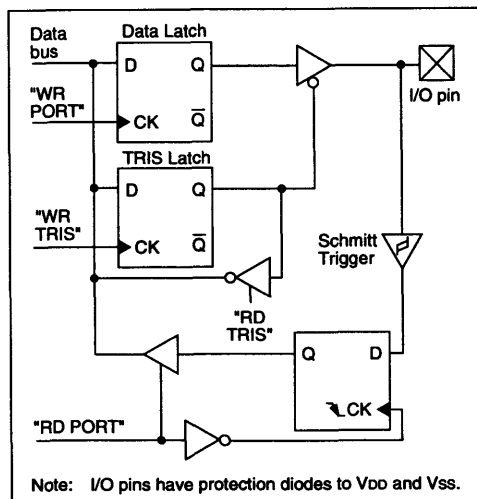 Data Latch
Data
bus
D
Q
"WR
PORT"
CK
Q
I/O pin
TRIS Latch
D
Q
"WR
TRIS"
CK
Q
Schmitt
Trigger
"RD
TRIS"
Q
D
CK
"RD PORT"
Note: I/O pins have protection diodes to VDD and VSS.